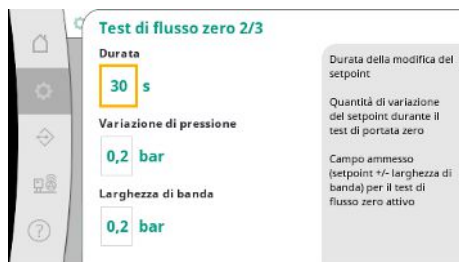 Test di flusso zero 2/3
Durata
30 s
Variazione di pressione
0,2 bar
Larghezza di banda
0,2 bar
Durata della modifica del
setpoint
Quantità di variazione
del setpoint durante il
test di portata zero
Campo ammesso
(setpoint +/- larghezza di
banda) per il test di
flusso zero attivo
?